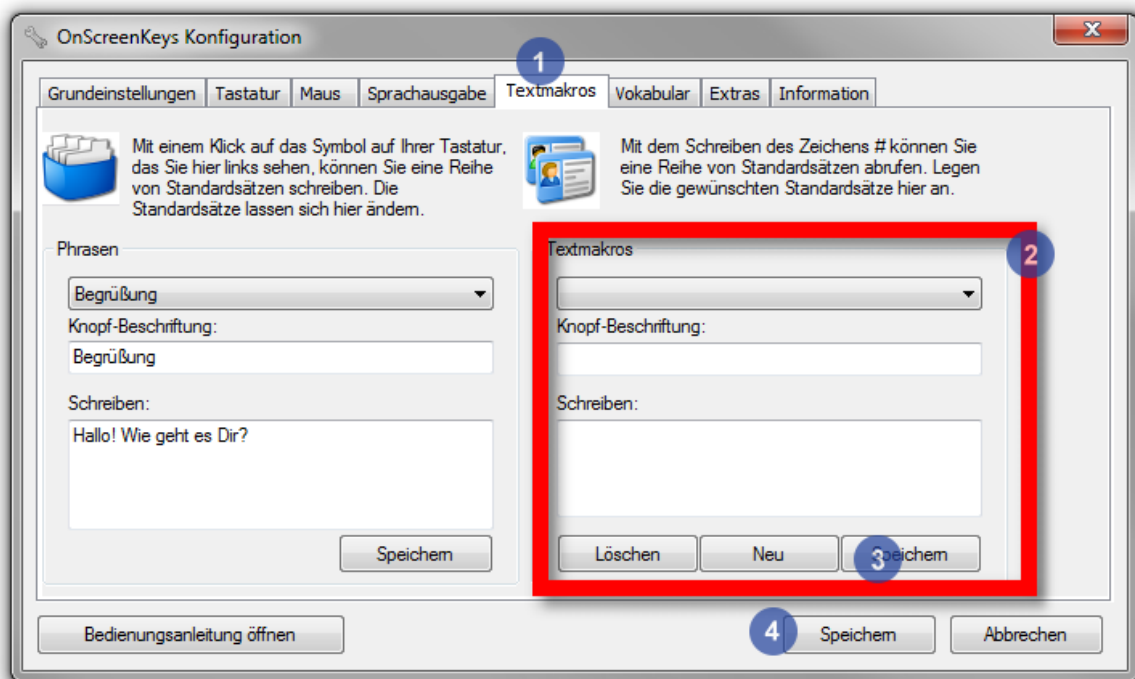 OnScreenKeys Konfiguration
1
Grundeinstellungen Tastatur Maus Sprachausgabe Textmakros Vokabular Extras Information
Mit einem Klick auf das Symbol auf Ihrer Tastatur,
das Sie hier links sehen, können Sie eine Reihe
von Standardsätzen schreiben. Die
Standardsätze lassen sich hier ändern.
Mit dem Schreiben des Zeichens # können Sie
eine Reihe von Standardsätzen abrufen. Legen
Sie die gewünschten Standardsätze hier an.
Phrasen
Begrüßung
Knopf-Beschriftung:
Begrüßung
Schreiben:
Hallo! Wie geht es Dir?
Speichern
Textmakros
2
Knopf-Beschriftung:
Schreiben:
Löschen Neu 3 Speichern
Bedienungsanleitung öffnen
4 Speichern Abbrechen